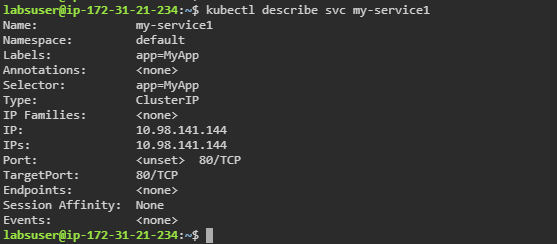 labsuser@ip-172-31-21-234:~$ kubectl describe svc my-service1
Name:              my-service1
Namespace:         default
Labels:            app=MyApp
Annotations:       <none>
Selector:          app=MyApp
Type:              ClusterIP
IP Families:       <none>
IP:                10.98.141.144
IPs:               10.98.141.144
Port:              <unset>  80/TCP
TargetPort:        80/TCP
Endpoints:         <none>
Session Affinity:  None
Events:            <none>
labsuser@ip-172-31-21-234:~$